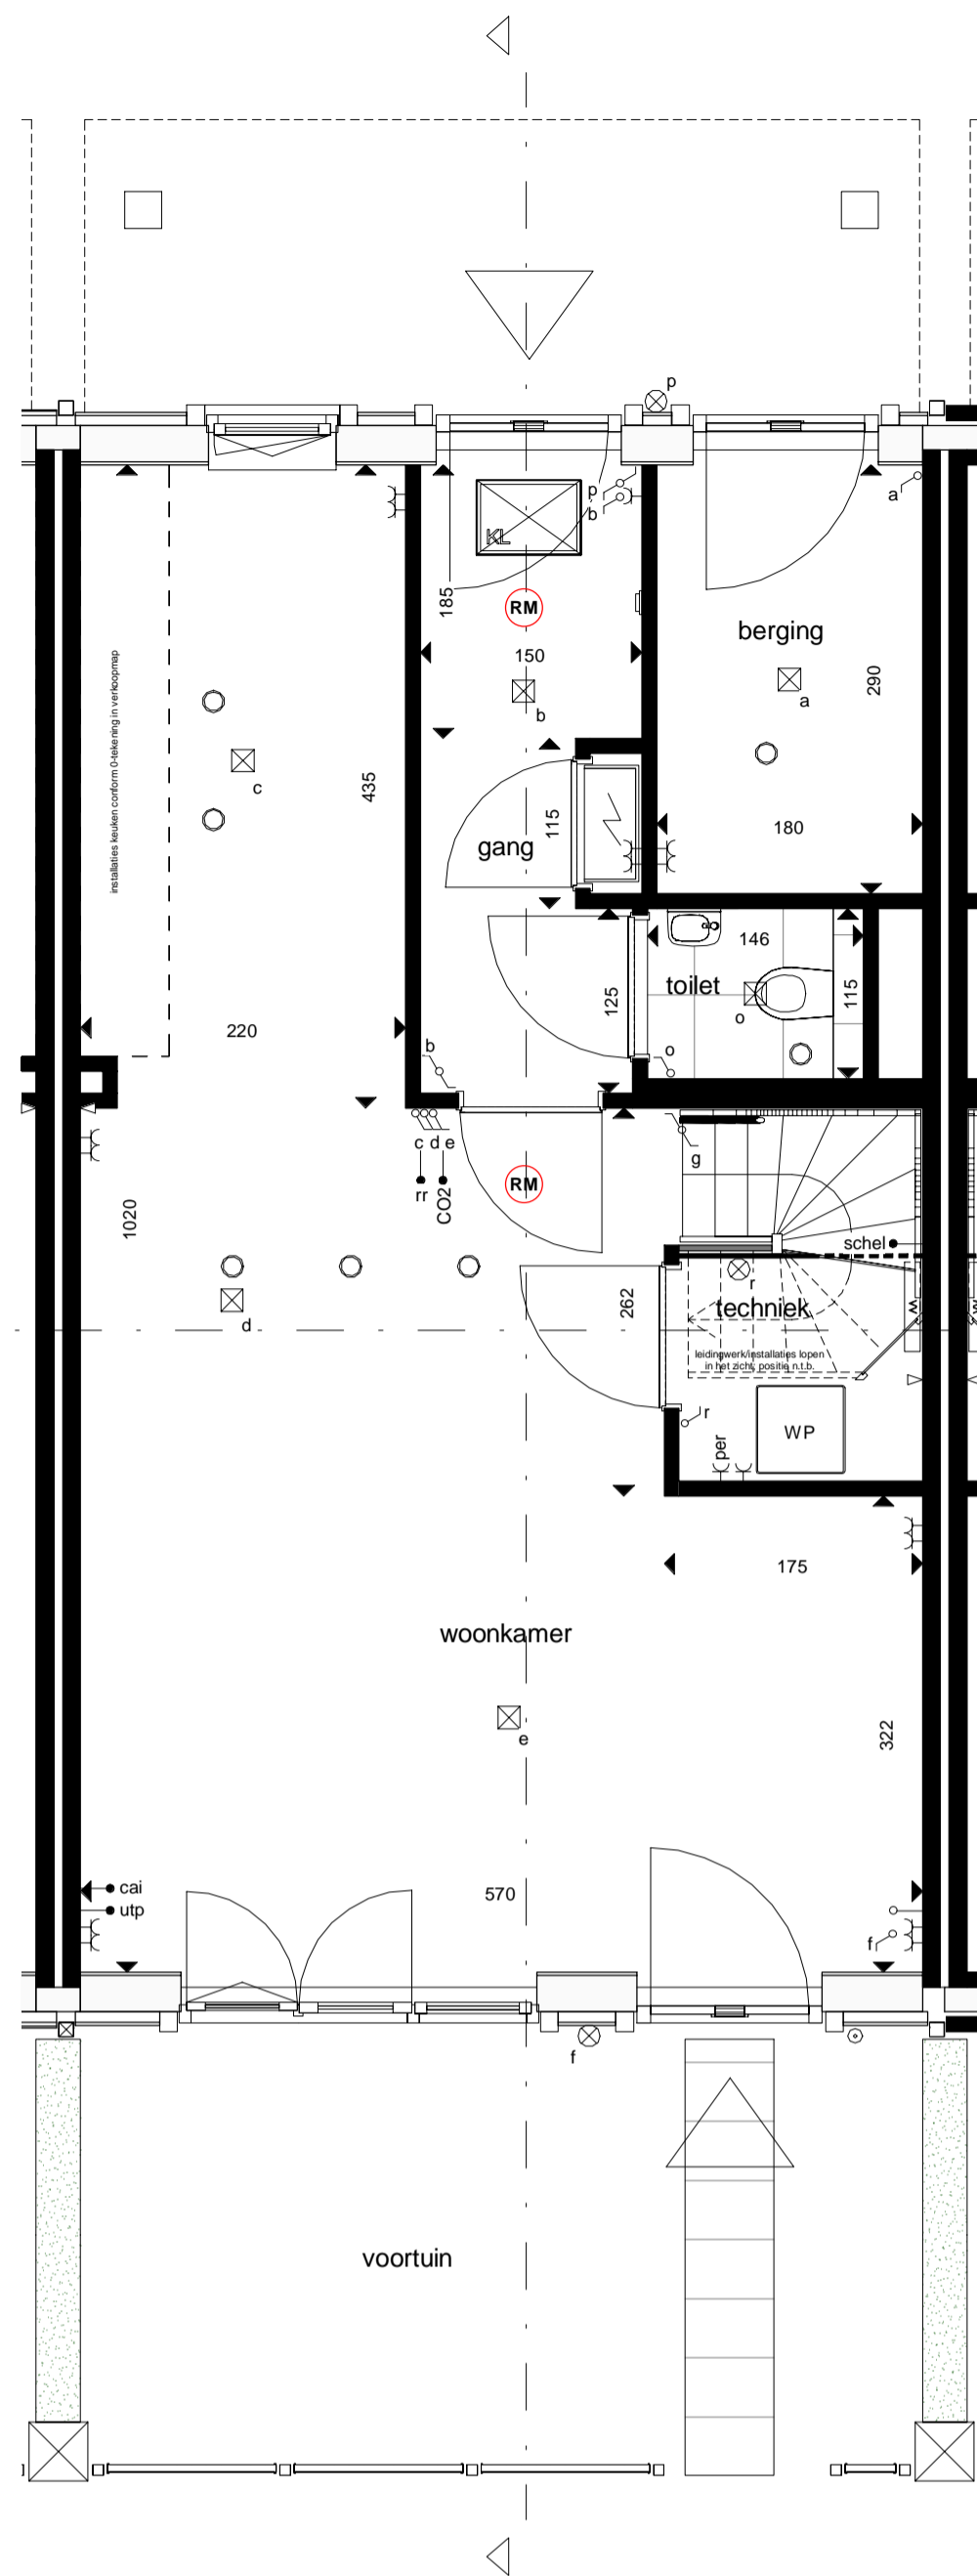 p
p
b
a
KL
185
RM
berging
150
290
installaties keuken conform 0-tekening in verkoopmap
b
a
c
435
115
180
gang
146
toilet
125
115
o
220
b
o
c d e
g
rr
CO2
RM
1020
schel
r
262
techniek
d
leidingwerk/installaties lopen
in het zicht; positie n.t.b.
r
per
WP
175
woonkamer
e
322
cai
570
utp
f
f
voortuin